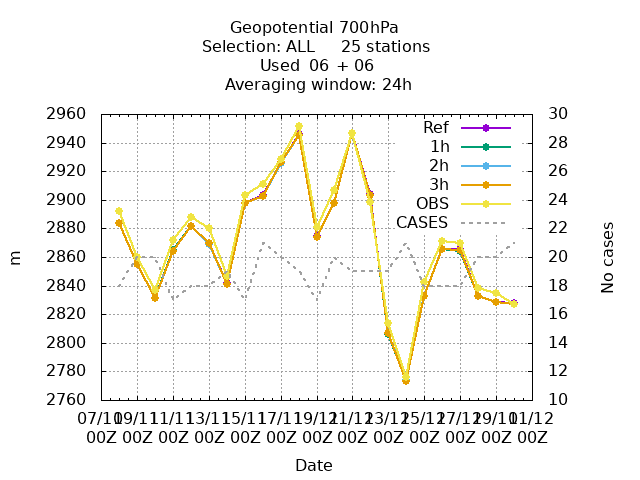 Geopotential 700hPa
Selection: ALL     25 stations
Used  06 + 06
Averaging window: 24h
2960
2940
2920
2900
2880
2860
2840
2820
2800
2780
2760
m
30
28
26
24
22
20
18
16
14
12
10
No cases
Ref
1h
2h
3h
OBS
CASES
07/11 09/11 11/11 13/11 15/11 17/11 19/11 21/11 23/11 25/11 27/11 29/11 01/12
00Z 00Z 00Z 00Z 00Z 00Z 00Z 00Z 00Z 00Z 00Z 00Z 00Z
Date